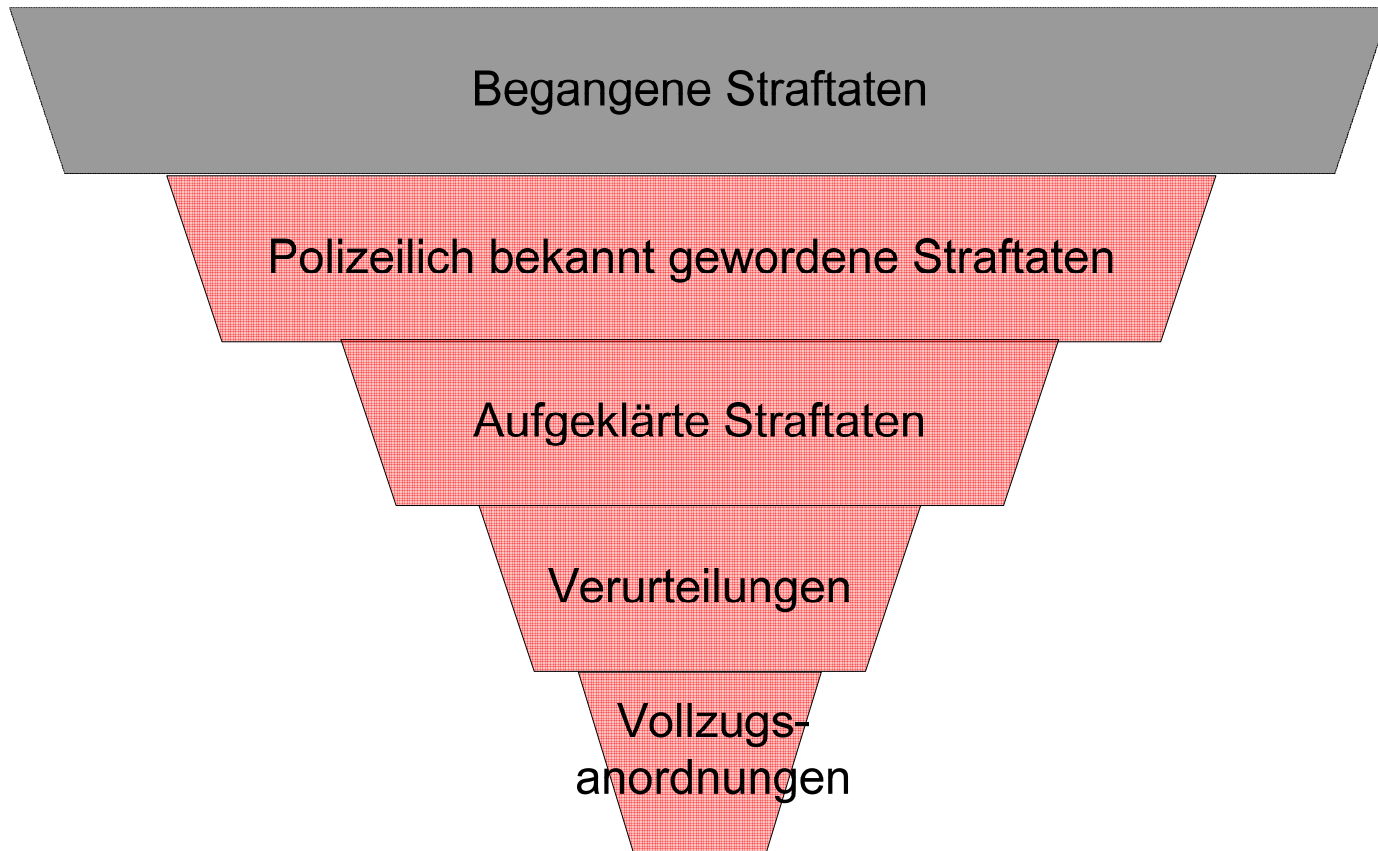 Begangene Straftaten
Polizeilich bekannt gewordene Straftaten
Aufgeklärte Straftaten
Verurteilungen
Vollzugs-
anordnungen